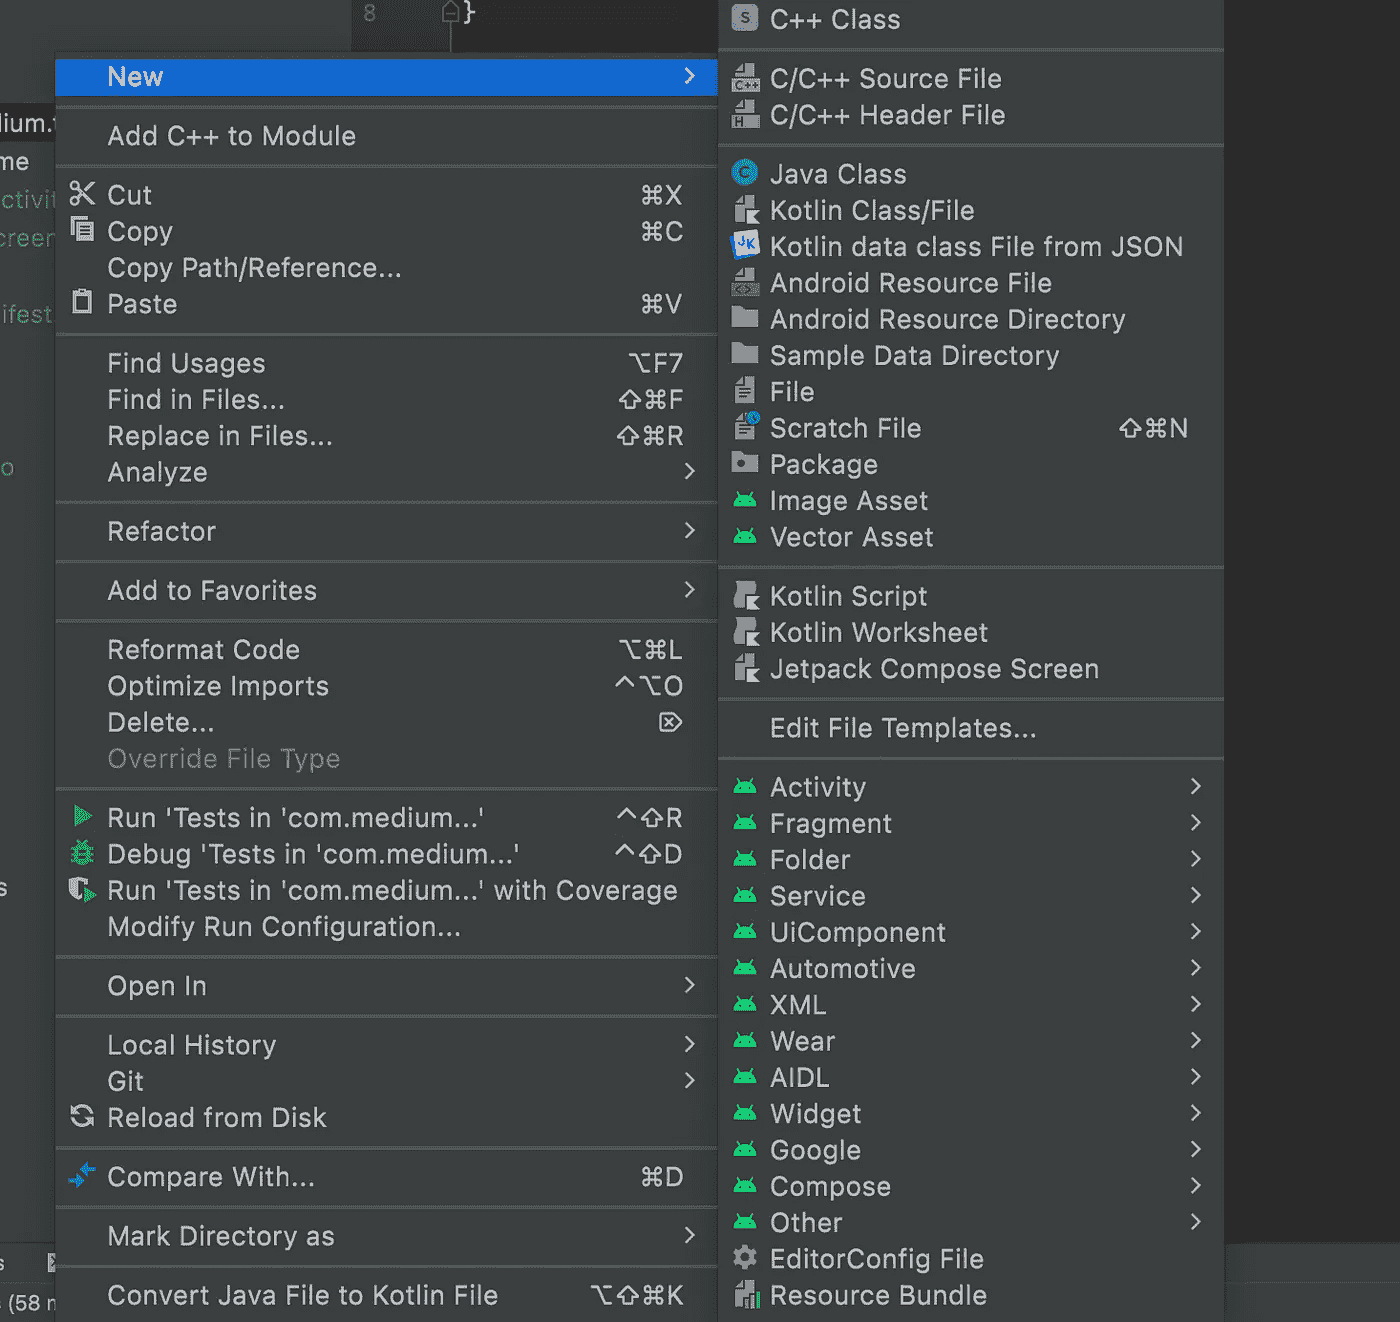 8
}
New
Add C++ to Module
Cut ⌘X
Copy ⌘C
Copy Path/Reference...
Paste ⌘V
Find Usages ⌥F7
Find in Files... ⇧⌘F
Replace in Files... ⇧⌘R
Analyze
Refactor
Add to Favorites
Reformat Code ⌥⌘L
Optimize Imports ^⌥O
Delete... ⌦
Override File Type
Run 'Tests in 'com.medium...' ^⇧R
Debug 'Tests in 'com.medium...' ^⇧D
Run 'Tests in 'com.medium...' with Coverage
Modify Run Configuration...
Open In
Local History
Git
Reload from Disk
Compare With... ⌘D
Mark Directory as
Convert Java File to Kotlin File ⌥⇧⌘K
C++ Class
C/C++ Source File
C/C++ Header File
Java Class
Kotlin Class/File
Kotlin data class File from JSON
Android Resource File
Android Resource Directory
Sample Data Directory
File
Scratch File ⇧⌘N
Package
Image Asset
Vector Asset
Kotlin Script
Kotlin Worksheet
Jetpack Compose Screen
Edit File Templates...
Activity
Fragment
Folder
Service
UiComponent
Automotive
XML
Wear
AIDL
Widget
Google
Compose
Other
EditorConfig File
Resource Bundle